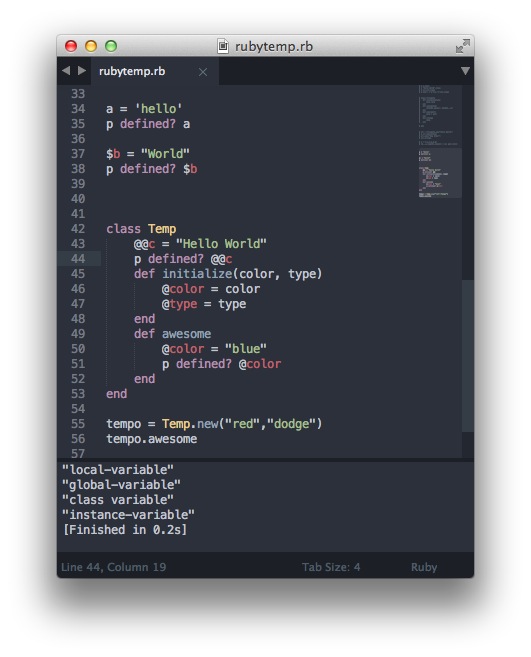 rubytemp.rb
rubytemp.rb
33
34 a = 'hello'
35 p defined? a
36
37 $b = "World"
38 p defined? $b
39
40
41
42 class Temp
43     @@c = "Hello World"
44     p defined? @@c
45     def initialize(color, type)
46         @color = color
47         @type = type
48     end
49     def awesome
50         @color = "blue"
51         p defined? @color
52     end
53 end
54
55 tempo = Temp.new("red","dodge")
56 tempo.awesome
57
"local-variable"
"global-variable"
"class variable"
"instance-variable"
[Finished in 0.2s]
Line 44, Column 19 Tab Size: 4 Ruby